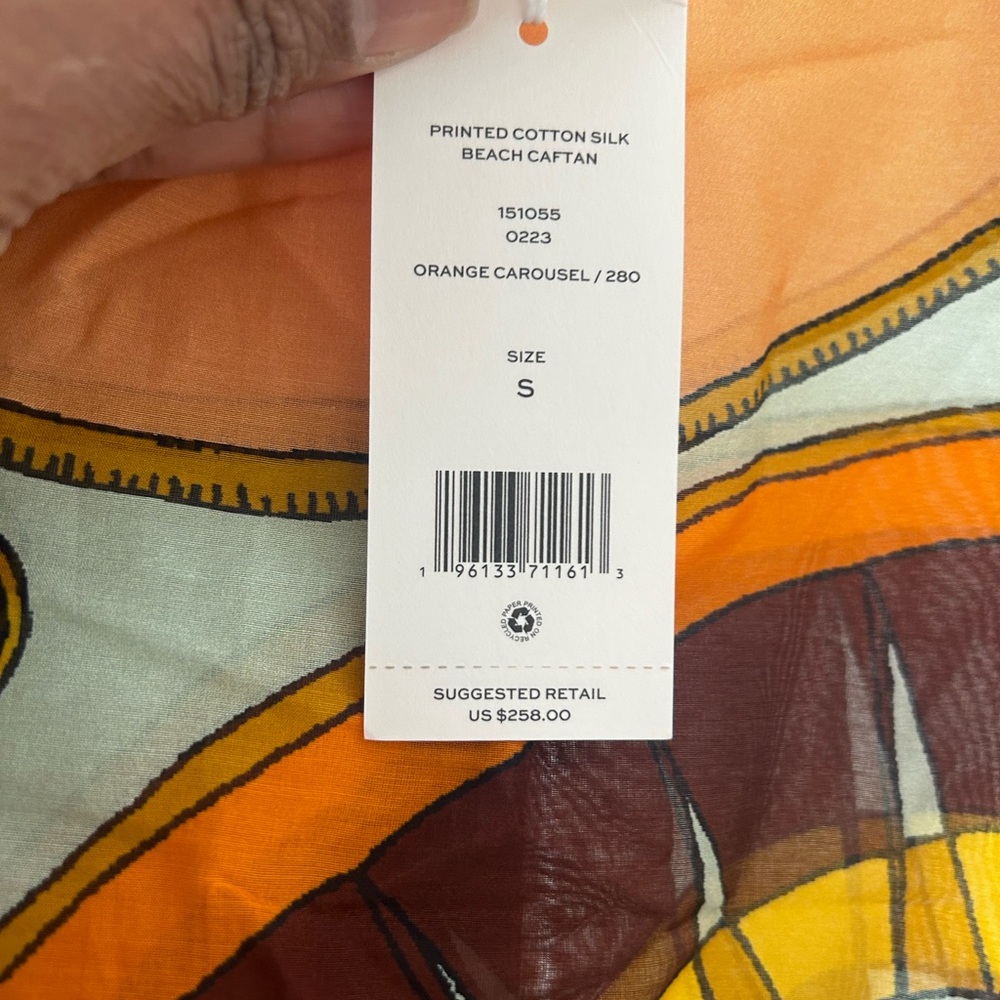 PRINTED COTTON SILK
BEACH CAFTAN
151055
0223
ORANGE CAROUSEL / 280
SIZE
S
1 96133 71161 3
PRINTED ON RECYCLED PAPER
SUGGESTED RETAIL
US $258.00